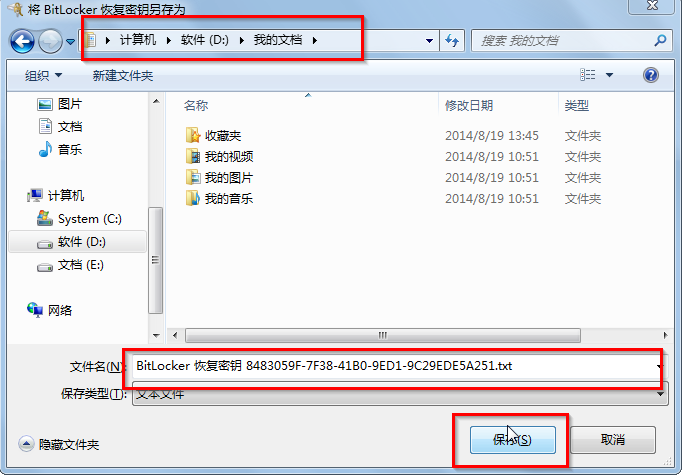 将 BitLocker 恢复密钥另存为
计算机 软件 (D:) 我的文档
搜索 我的文档
组织 新建文件夹
名称 修改日期 类型
图片
文档
音乐
计算机
System (C:)
软件 (D:)
文档 (E:)
网络
收藏夹 2014/8/19 13:45 文件夹
我的视频 2014/8/19 10:51 文件夹
我的图片 2014/8/19 10:51 文件夹
我的音乐 2014/8/19 10:51 文件夹
文件名(N): BitLocker 恢复密钥 8483059F-7F38-41B0-9ED1-9C29EDE5A251.txt
保存类型(T): 文本文件
隐藏文件夹
保存(S) 取消